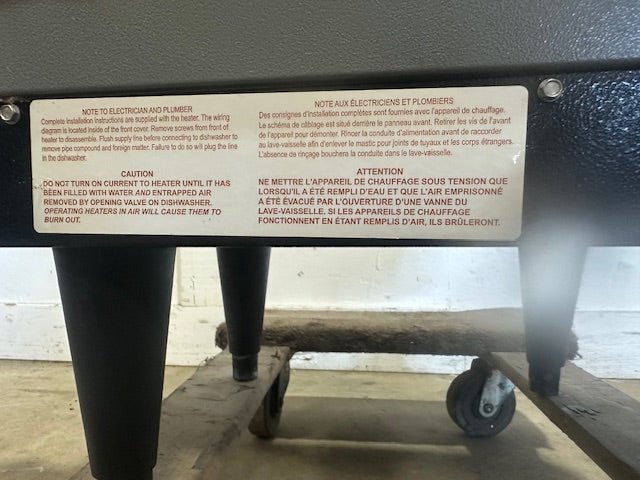 NOTE TO ELECTRICIAN AND PLUMBER
Complete installation instructions are supplied with the heater. The wiring
diagram is located inside of the front cover. Remove screws from front of
heater to disassemble. Flush supply line before connecting to dishwasher to
remove pipe compound and foreign matter. Failure to do so will plug the line
in the dishwasher.
CAUTION
DO NOT TURN ON CURRENT TO HEATER UNTIL IT HAS
BEEN FILLED WITH WATER AND ENTRAPPED AIR
REMOVED BY OPENING VALVE ON DISHWASHER,
OPERATING HEATERS IN AIR WILL CAUSE THEM TO
BURN OUT.
NOTE AUX ÉLECTRICIENS ET PLOMBIERS
Des consignes d'installation complètes sont fournies avec l'appareil de chauffage.
Le schéma de câblage est situé derrière le panneau avant. Retirer les vis de l'avant
de l'appareil pour démonter. Rincer la conduite d'alimentation avant de raccorder
au lave-vaisselle afin d'enlever le mastic pour joints de tuyaux et les corps étrangers.
L'absence de rinçage bouchera la conduite dans le lave-vaisselle.
ATTENTION
NE METTRE L'APPAREIL DE CHAUFFAGE SOUS TENSION QUE
LORSQU'IL A ÉTÉ REMPLI D'EAU ET QUE L'AIR EMPRISONNÉ
A ÉTÉ ÉVACUÉ PAR L'OUVERTURE D'UNE VANNE DU
LAVE-VAISSELLE. SI LES APPAREILS DE CHAUFFAGE
FONCTIONNENT EN ÉTANT REMPLIS D'AIR, ILS BRÛLERONT.